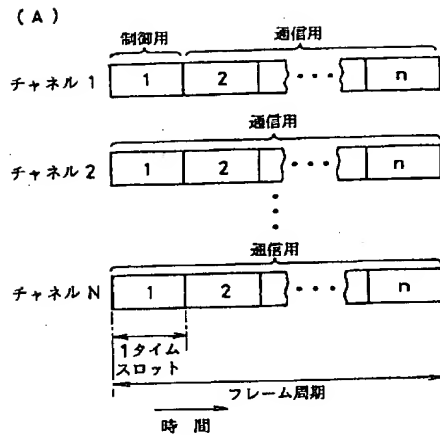 (A)
制御用 通信用
チャネル 1 1 2 ・・・ n
通信用
チャネル 2 1 2 ・・・ n
通信用
チャネル N 1 2 ・・・ n
1タイム
スロット
フレーム周期
時間